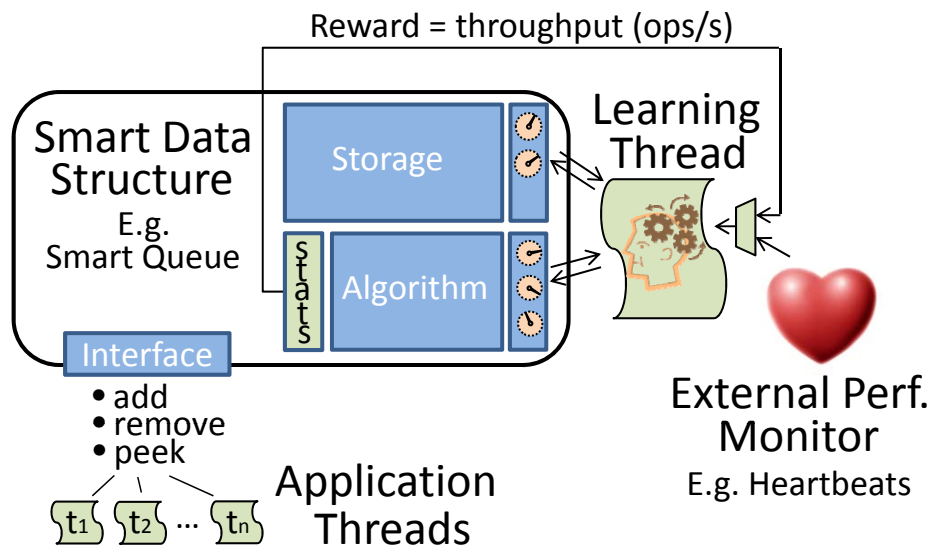 Reward = throughput (ops/s)
Smart Data
Structure
E.g.
Smart Queue
Storage
stats
Algorithm
Learning
Thread
Interface
• add
• remove
• peek
t1 t2 ... tn
Application
Threads
External Perf.
Monitor
E.g. Heartbeats